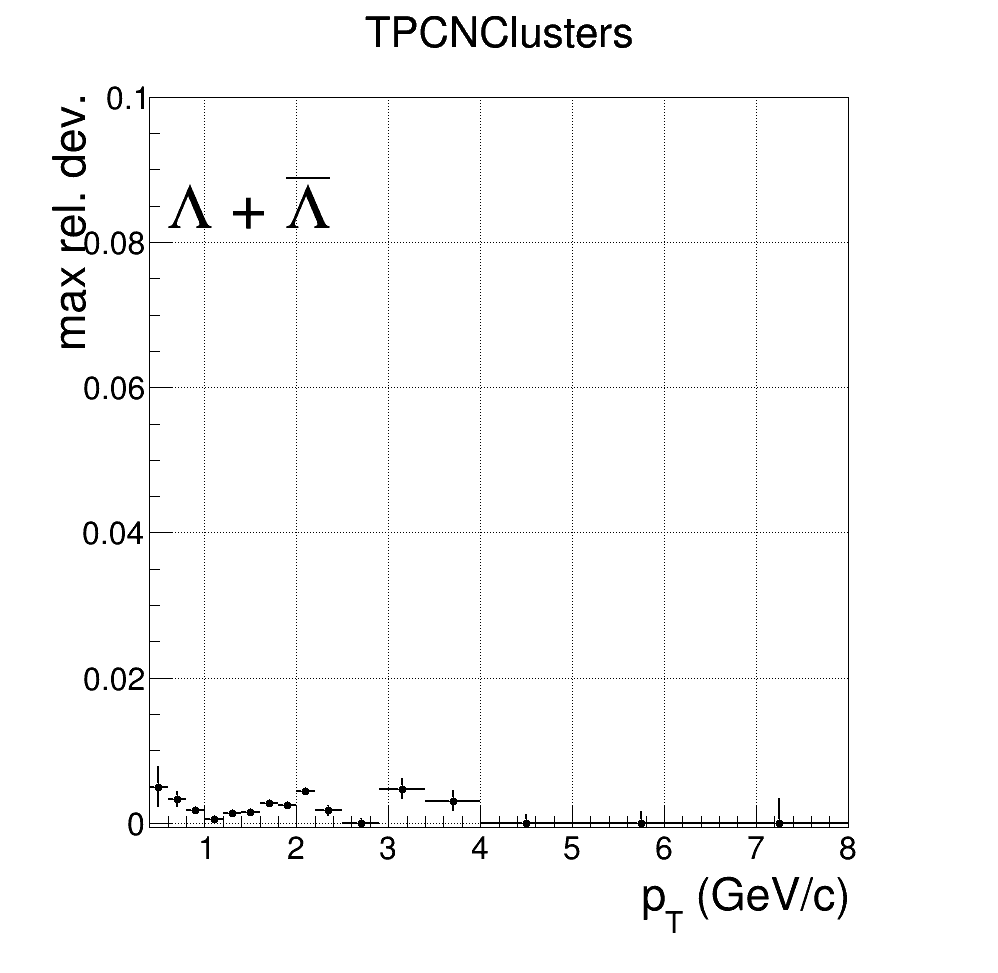 TPCNClusters
max rel. dev.
0.1
0.08
0.06
0.04
0.02
0
Λ + Λ̅
1 2 3 4 5 6 7 8
p_T (GeV/c)